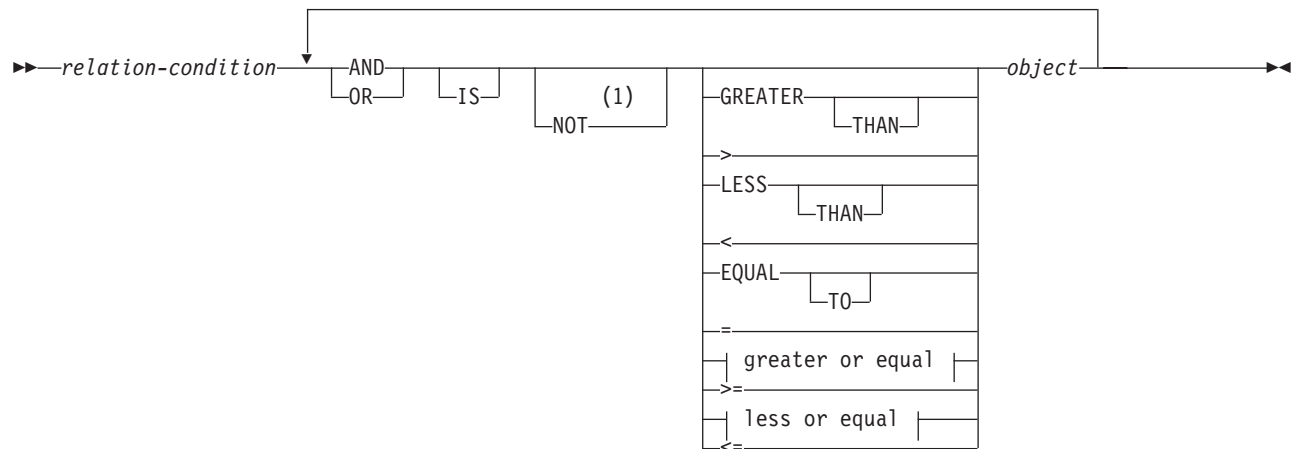 relation-condition AND object
OR IS (1) GREATER
NOT THAN
>
LESS
THAN
<
EQUAL
TO
=
greater or equal
>=
less or equal
<=